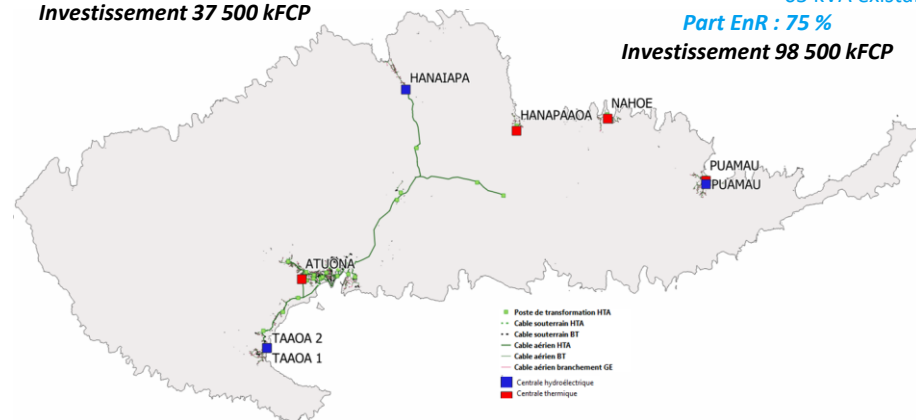 Investissement 37 500 kFCP
Part EnR : 75 %
Investissement 98 500 kFCP
HANAIAPA
HANAPAAOA
NAHOE
PUAMAU
PUAMAU
ATUONA
TAAOA 2
TAAOA 1
Poste de transformation HTA
Cable souterrain HTA
Cable souterrain BT
Cable aérien HTA
Cable aérien BT
Cable aérien branchement GE
Centrale hydroélectrique
Centrale thermique